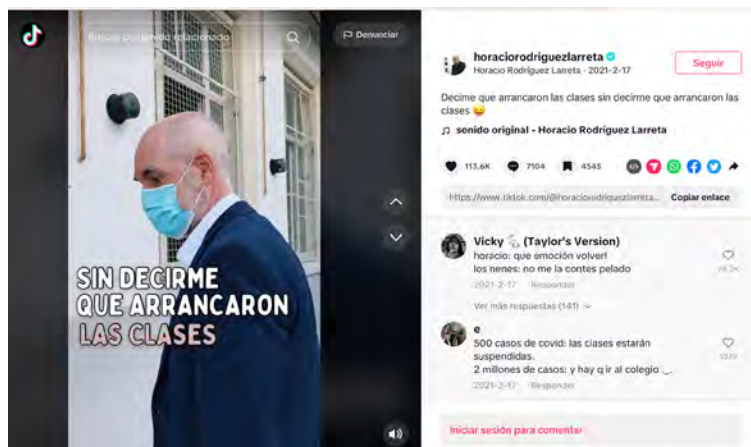 Buscar contenido relacionado
Denunciar
SIN DECIRME
QUE ARRANCARON
LAS CLASES
horaciorodriguezlarreta
Horacio Rodríguez Larreta · 2021-2-17
Seguir
Decime que arrancaron las clases sin decirme que arrancaron las
clases
sonido original - Horacio Rodríguez Larreta
113.6K
7104
4545
https://www.tiktok.com/@horaciorodriguezlarreta...
Copiar enlace
Vicky (Taylor's Version)
horacio: que emoción volver!
los nenes: no me la contes pelado
2021-2-17 Responder
Ver más respuestas (141)
e
500 casos de covid: las clases estarán
suspendidas.
2 millones de casos: y hay q ir al colegio ._.
2021-2-17 Responder
Iniciar sesión para comentar